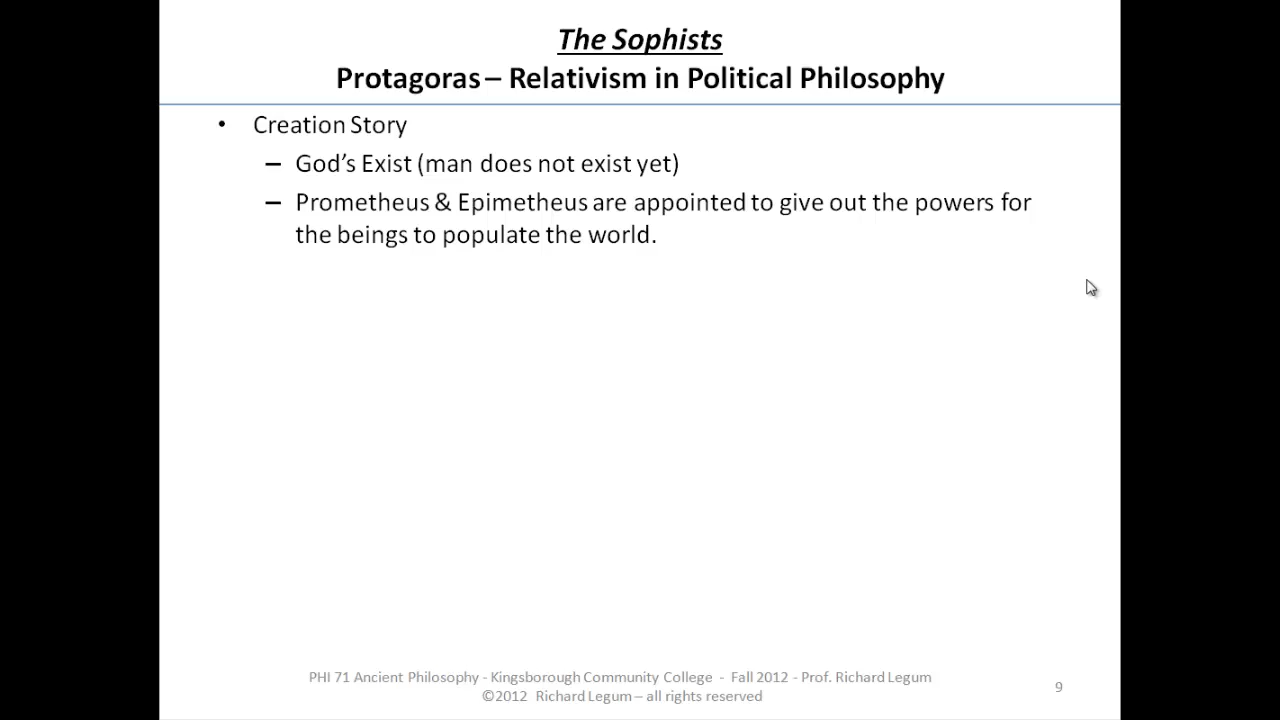 The Sophists
Protagoras – Relativism in Political Philosophy
• Creation Story
– God's Exist (man does not exist yet)
– Prometheus & Epimetheus are appointed to give out the powers for
the beings to populate the world.
PHI 71 Ancient Philosophy - Kingsborough Community College - Fall 2012 - Prof. Richard Legum
©2012 Richard Legum – all rights reserved
9